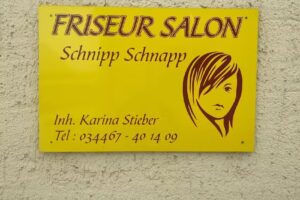 FRISEUR SALON
Schnipp Schnapp
Inh. Karina Stieber
Tel : 034467 - 40 14 09